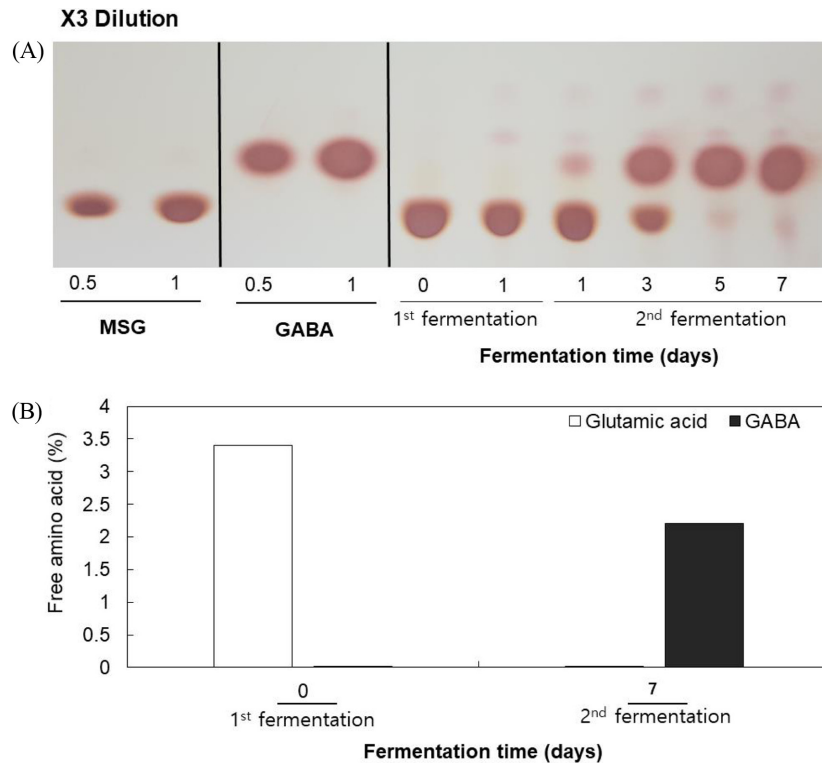 X3 Dilution
(A)
0.5 1 0.5 1 0 1 1 3 5 7
MSG GABA 1st fermentation 2nd fermentation
Fermentation time (days)
(B)
Free amino acid (%)
Glutamic acid GABA
4
3.5
3
2.5
2
1.5
1
0.5
0
0 7
1st fermentation 2nd fermentation
Fermentation time (days)